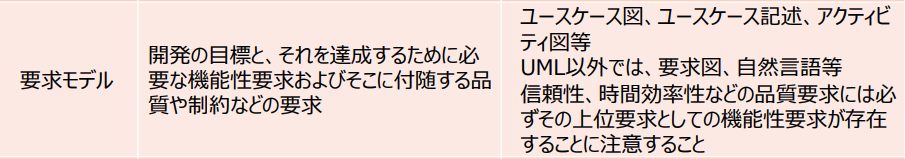 要求モデル
開発の目標と、それを達成するために必
要な機能性要求およびそこに付随する品
質や制約などの要求
ユースケース図、ユースケース記述、アクティビ
ティ図等
UML以外では、要求図、自然言語等
信頼性、時間効率性などの品質要求には必
ずその上位要求としての機能性要求が存在
することに注意すること